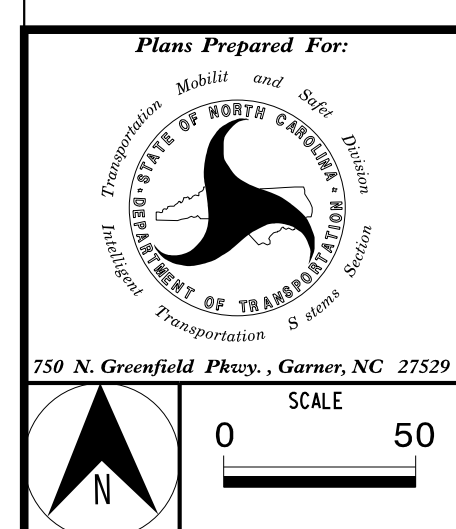 Plans Prepared For:
Transportation Mobilit and Safet Division
STATE OF NORTH CAROLINA
DEPARTMENT OF TRANSPORTATION
Intelligent Transportation S stems Section
750 N. Greenfield Pkwy. , Garner, NC 27529
N
SCALE
0 50